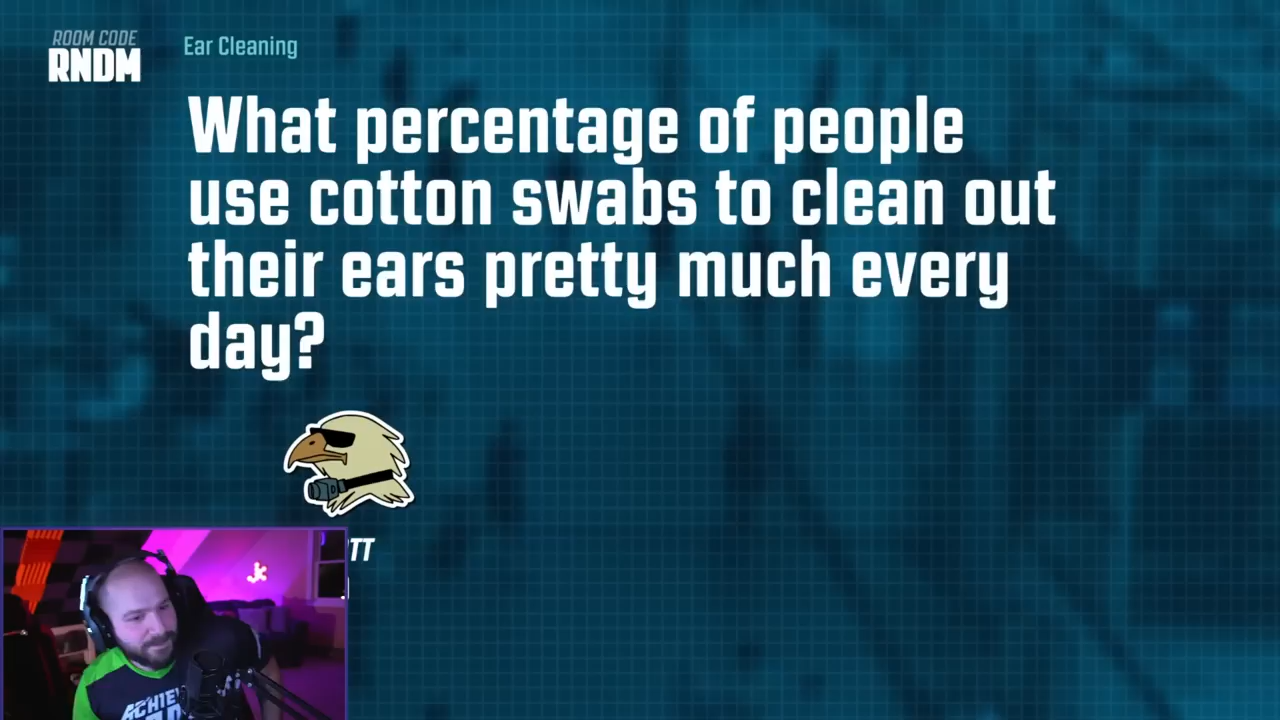 ROOM CODE
RNDM
Ear Cleaning
What percentage of people
use cotton swabs to clean out
their ears pretty much every
day?